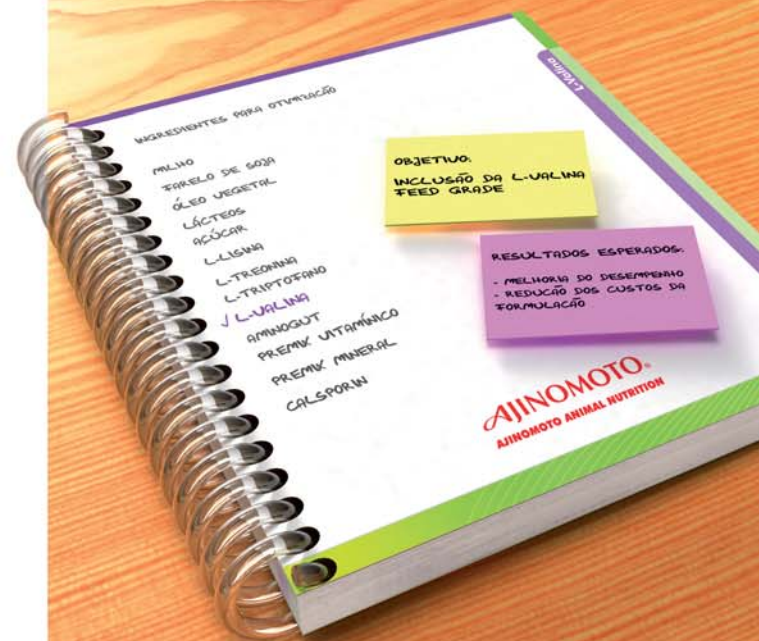 L-Valina
INGREDIENTES PARA OTIMIZAÇÃO
MILHO
FARELO DE SOJA
ÓLEO VEGETAL
LÁCTEOS
AÇÚCAR
L-LISINA
L-TREONINA
L-TRIPTOFANO
√ L-VALINA
AMINOGUT
PREMIX VITAMÍNICO
PREMIX MINERAL
CALSPORIN
OBJETIVO:
INCLUSÃO DA L-VALINA
FEED GRADE
RESULTADOS ESPERADOS:
- MELHORIA DO DESEMPENHO
- REDUCÃO DOS CUSTOS DA
FORMULACÃO
AJINOMOTO®
AJINOMOTO ANIMAL NUTRITION